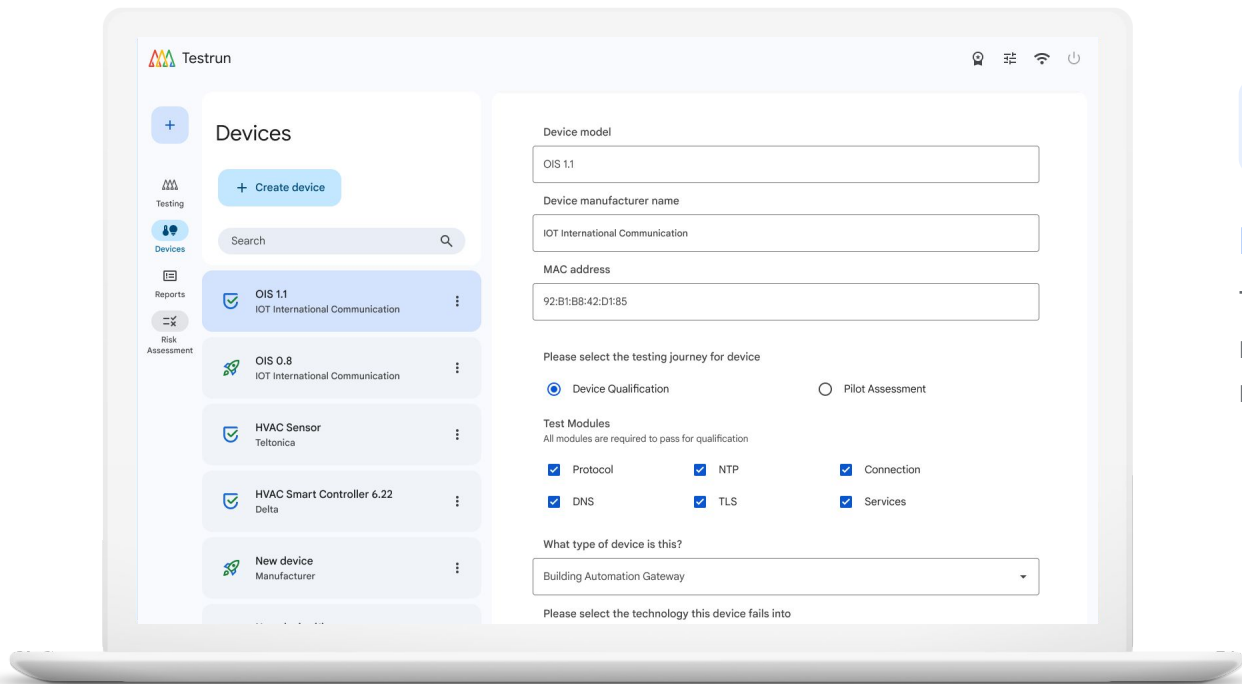 Testrun
+
Devices
+ Create device
Testing
Search
Devices
Reports
Risk
Assessment
OIS 1.1
IOT International Communication
OIS 0.8
IOT International Communication
HVAC Sensor
Teltonica
HVAC Smart Controller 6.22
Delta
New device
Manufacturer
Device model
OIS 1.1
Device manufacturer name
IOT International Communication
MAC address
92:B1:B8:42:D1:85
Please select the testing journey for device
Device Qualification
Pilot Assessment
Test Modules
All modules are required to pass for qualification
Protocol
NTP
Connection
DNS
TLS
Services
What type of device is this?
Building Automation Gateway
Please select the technology this device fails into